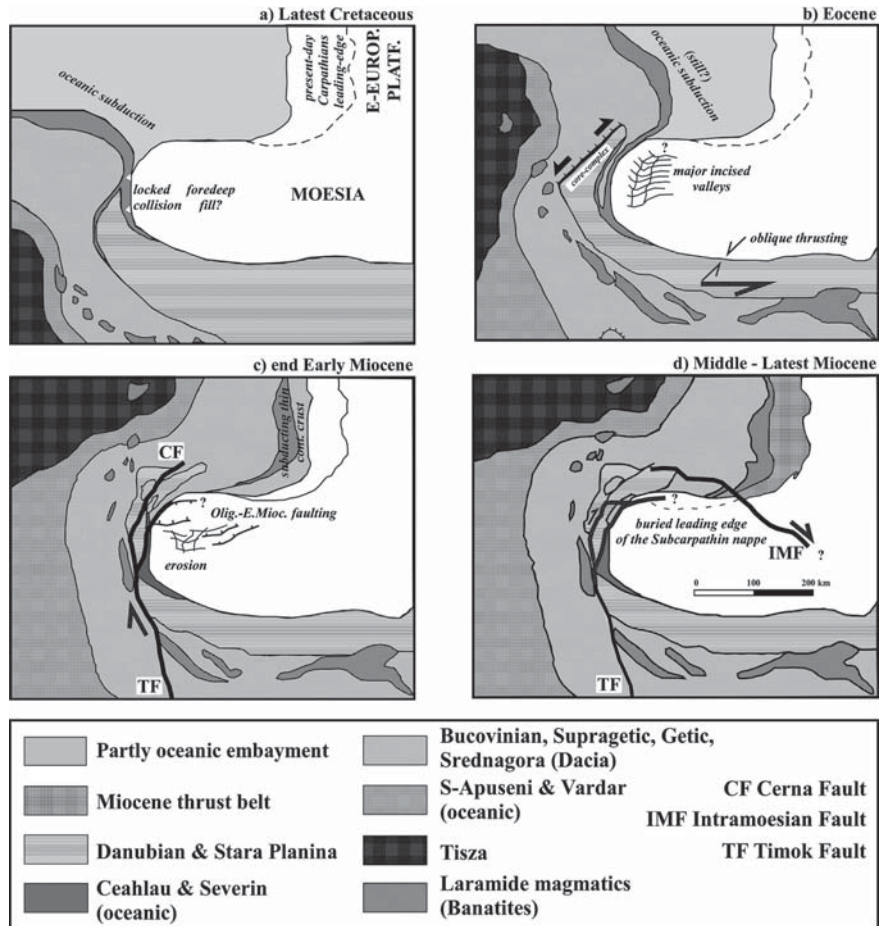 a) Latest Cretaceous
oceanic subduction
present-day
Carpathians
leading-edge
E-EUROP.
PLATF.
locked
collision
foredeep
fill?
MOESIA
b) Eocene
(still?)
oceanic subduction
core-complex
?
major incised
valleys
oblique thrusting
c) end Early Miocene
CF
subducting thin
cont. crust
?
Olig.-E.Mioc. faulting
erosion
TF
d) Middle - Latest Miocene
?
buried leading edge
of the Subcarpathin nappe
IMF
?
0 100 200 km
TF
Partly oceanic embayment
Miocene thrust belt
Danubian & Stara Planina
Ceahlau & Severin
(oceanic)
Bucovinian, Supragetic, Getic,
Srednagora (Dacia)
S-Apuseni & Vardar
(oceanic)
Tisza
Laramide magmatics
(Banatites)
CF Cerna Fault
IMF Intramoesian Fault
TF Timok Fault